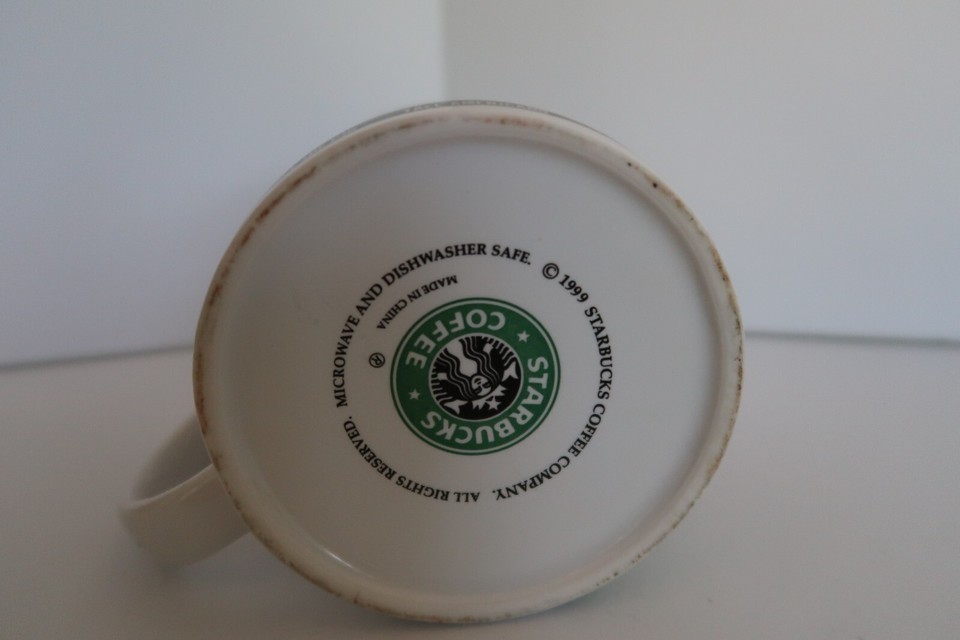 © 1999 STARBUCKS COFFEE COMPANY. ALL RIGHTS RESERVED. MICROWAVE AND DISHWASHER SAFE.
MADE IN CHINA
STARBUCKS COFFEE
®